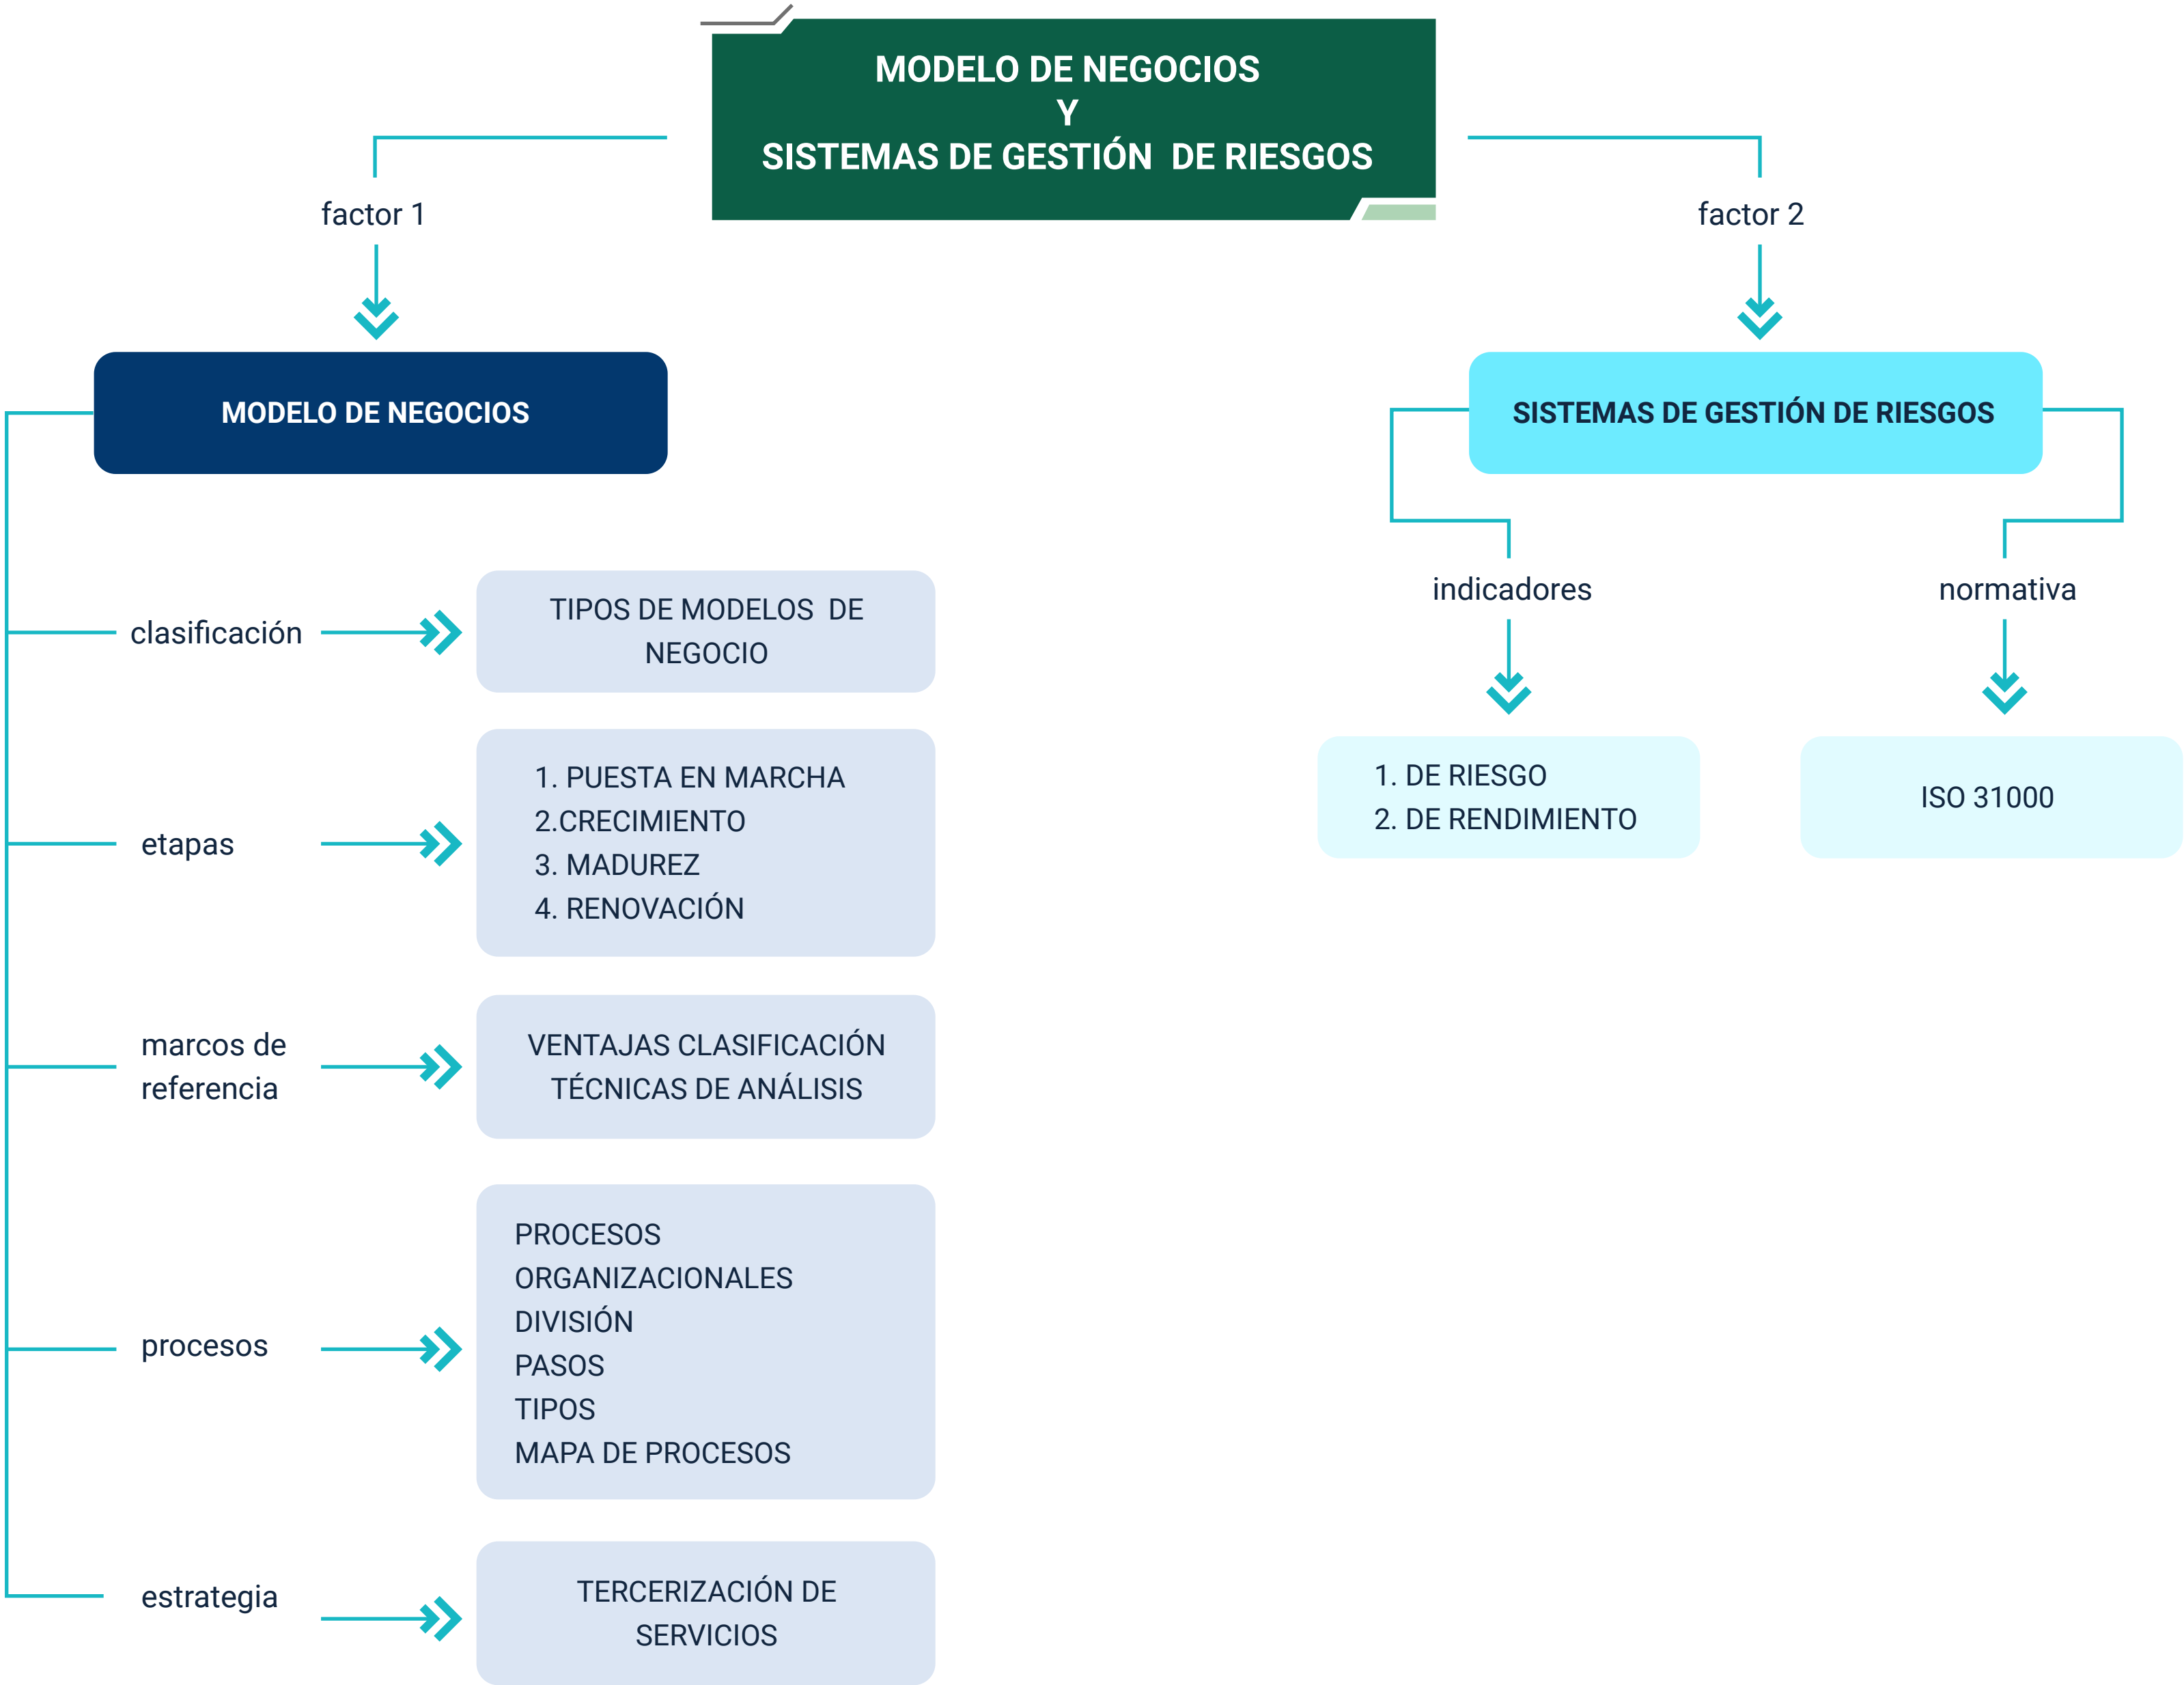 MODELO DE NEGOCIOS
Y
SISTEMAS DE GESTIÓN DE RIESGOS
factor 1
factor 2
MODELO DE NEGOCIOS
SISTEMAS DE GESTIÓN DE RIESGOS
clasificación
TIPOS DE MODELOS DE
NEGOCIO
etapas
1. PUESTA EN MARCHA
2.CRECIMIENTO
3. MADUREZ
4. RENOVACIÓN
marcos de
referencia
VENTAJAS CLASIFICACIÓN
TÉCNICAS DE ANÁLISIS
procesos
PROCESOS
ORGANIZACIONALES
DIVISIÓN
PASOS
TIPOS
MAPA DE PROCESOS
estrategia
TERCERIZACIÓN DE
SERVICIOS
indicadores
1. DE RIESGO
2. DE RENDIMIENTO
normativa
ISO 31000